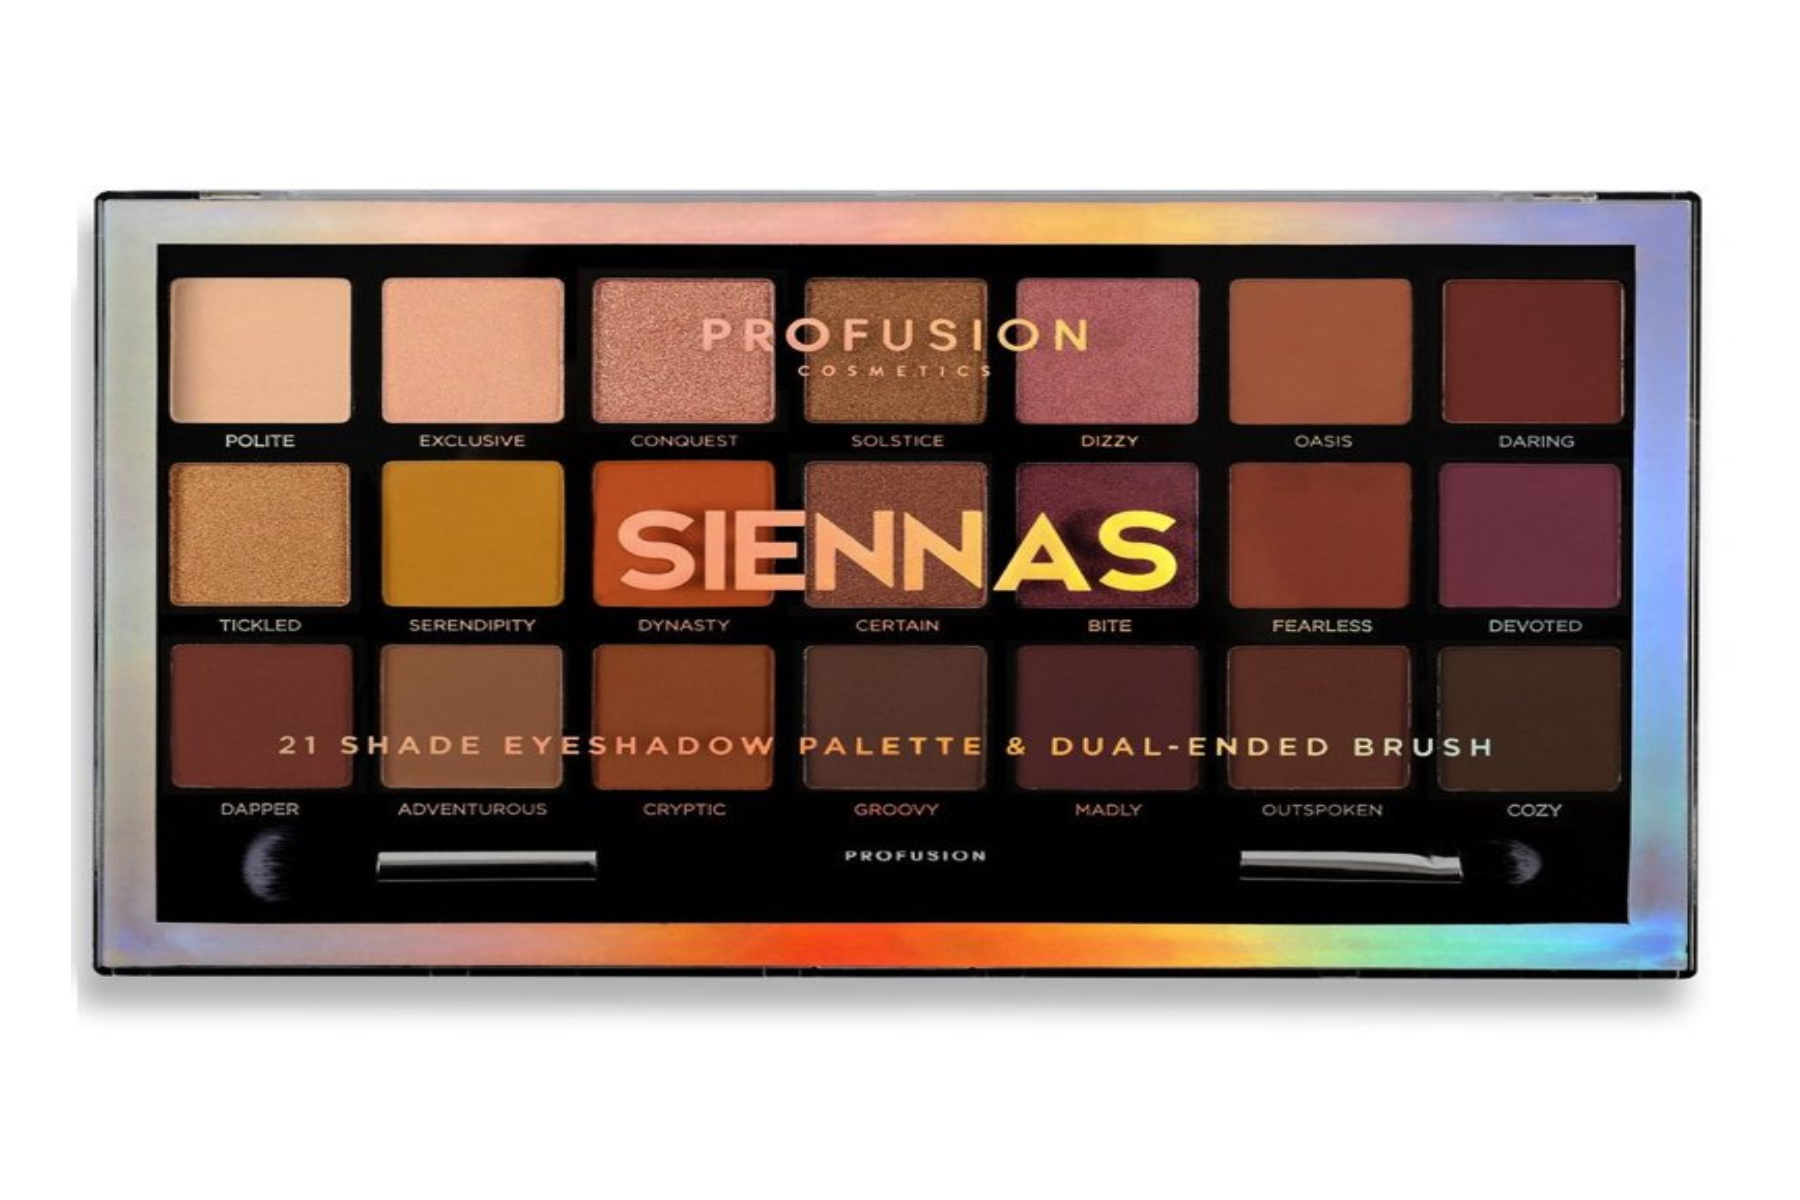 PROFUSION
COSMETICS
POLITE EXCLUSIVE CONQUEST SOLSTICE DIZZY OASIS DARING
SIENNAS
TICKLED SERENDIPITY DYNASTY CERTAIN BITE FEARLESS DEVOTED
21 SHADE EYESHADOW PALETTE & DUAL-ENDED BRUSH
DAPPER ADVENTUROUS CRYPTIC GROOVY MADLY OUTSPOKEN COZY
PROFUSION